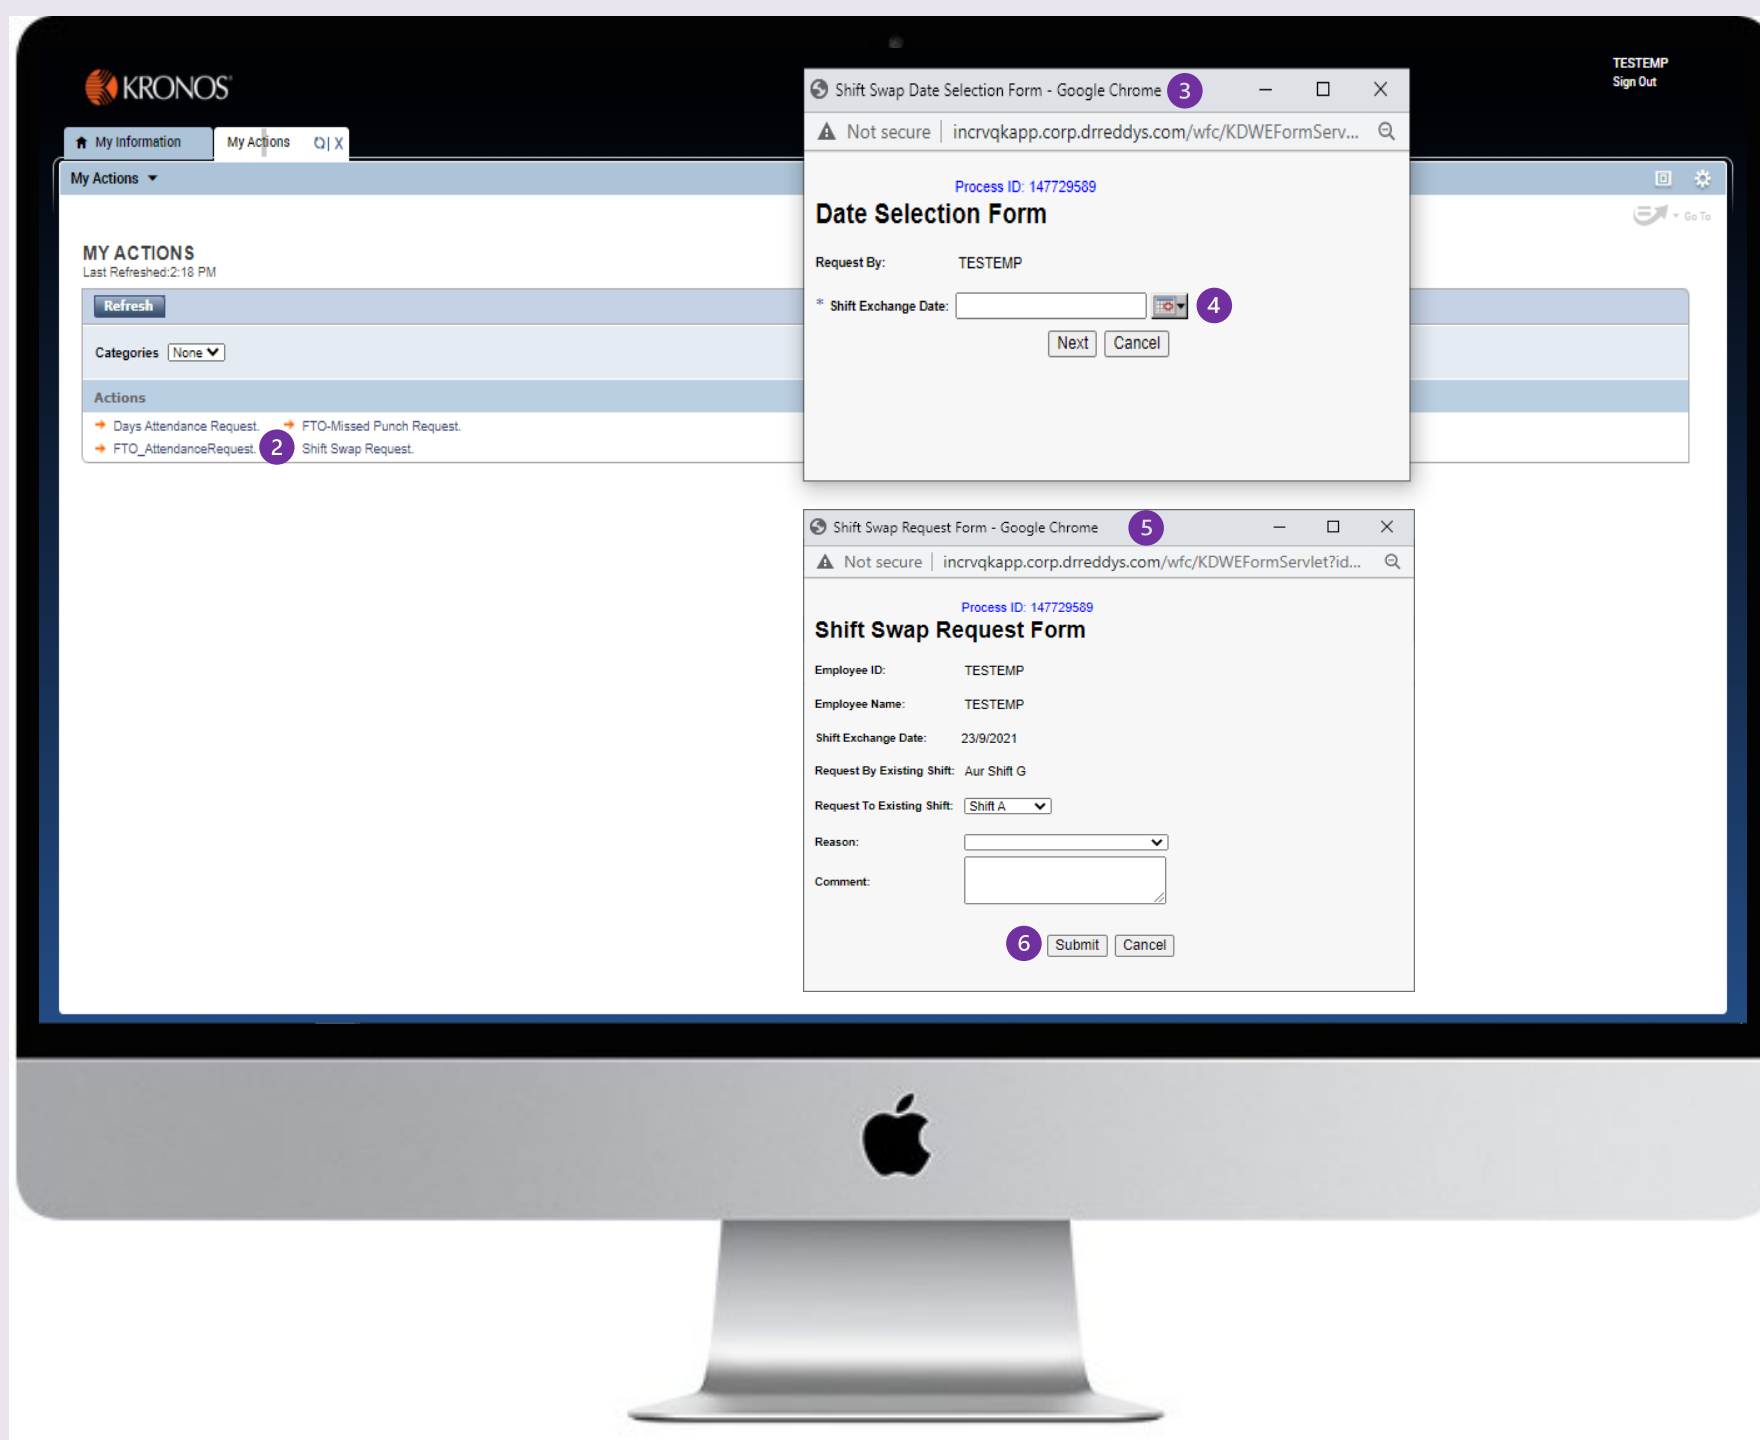 KRONOS
TESTEMP
Sign Out
My Information
My Actions
X
My Actions
Go To
MY ACTIONS
Last Refreshed:2:18 PM
Refresh
Categories None
Actions
Days Attendance Request. FTO-Missed Punch Request.
FTO_AttendanceRequest. 2 Shift Swap Request.
Shift Swap Date Selection Form - Google Chrome 3
Not secure incrvqkapp.corp.drreddys.com/wfc/KDWEFormServ...
Process ID: 147729589
Date Selection Form
Request By: TESTEMP
* Shift Exchange Date: 4
Next Cancel
Shift Swap Request Form - Google Chrome 5
Not secure incrvqkapp.corp.drreddys.com/wfc/KDWEFormServlet?id...
Process ID: 147729589
Shift Swap Request Form
Employee ID: TESTEMP
Employee Name: TESTEMP
Shift Exchange Date: 23/9/2021
Request By Existing Shift: Aur Shift G
Request To Existing Shift: Shift A
Reason:
Comment:
6 Submit Cancel